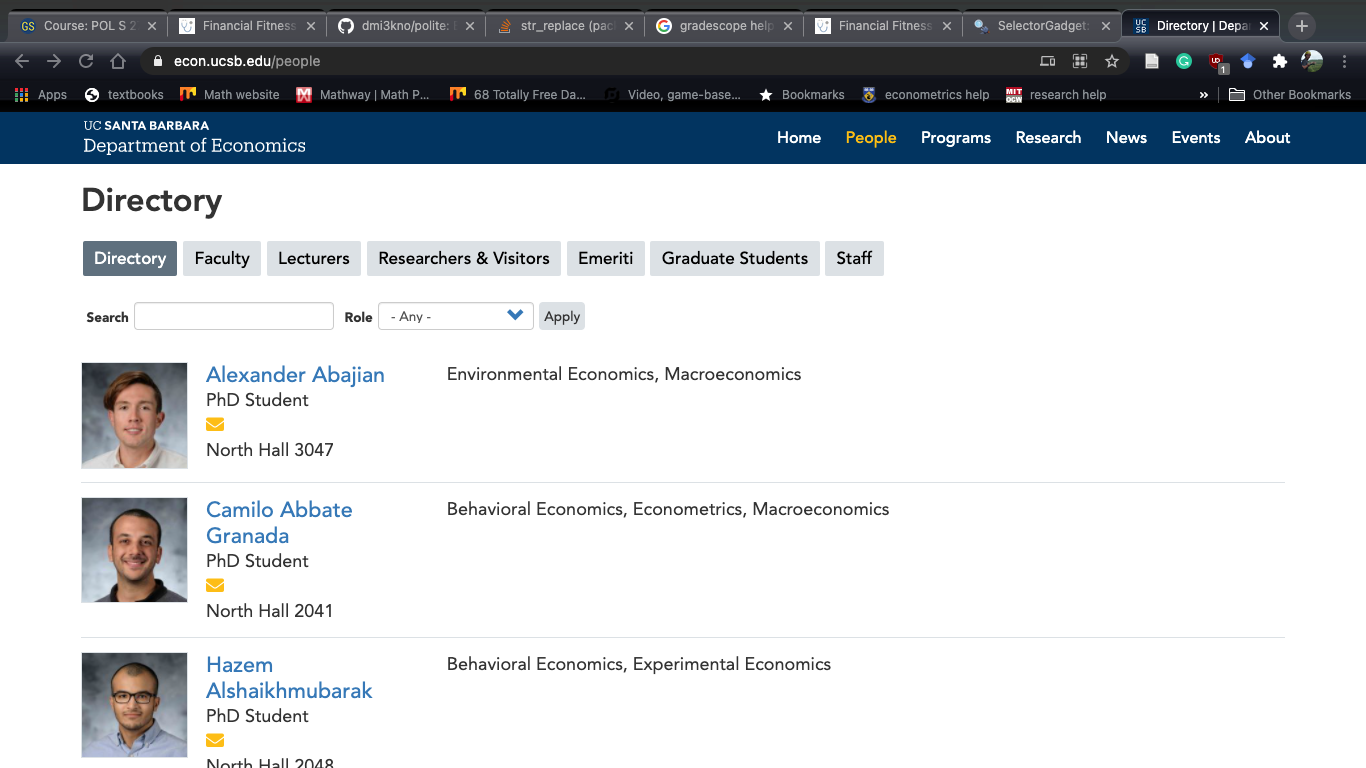 Course: POL S 2
Financial Fitness
dmi3kno/polite:
str_replace (pac
gradescope help
Financial Fitness
SelectorGadget:
Directory | Depar
econ.ucsb.edu/people
1
Apps
textbooks
Math website
Mathway | Math P...
68 Totally Free Da...
Video, game-base...
Bookmarks
econometrics help
research help
»
Other Bookmarks
UC SANTA BARBARA
Department of Economics
Home People Programs Research News Events About
Directory
Directory Faculty Lecturers Researchers & Visitors Emeriti Graduate Students Staff
Search Role - Any - Apply
Alexander Abajian
Environmental Economics, Macroeconomics
PhD Student
North Hall 3047
Camilo Abbate
Granada
Behavioral Economics, Econometrics, Macroeconomics
PhD Student
North Hall 2041
Hazem
Alshaikhmubarak
Behavioral Economics, Experimental Economics
PhD Student
North Hall 2048